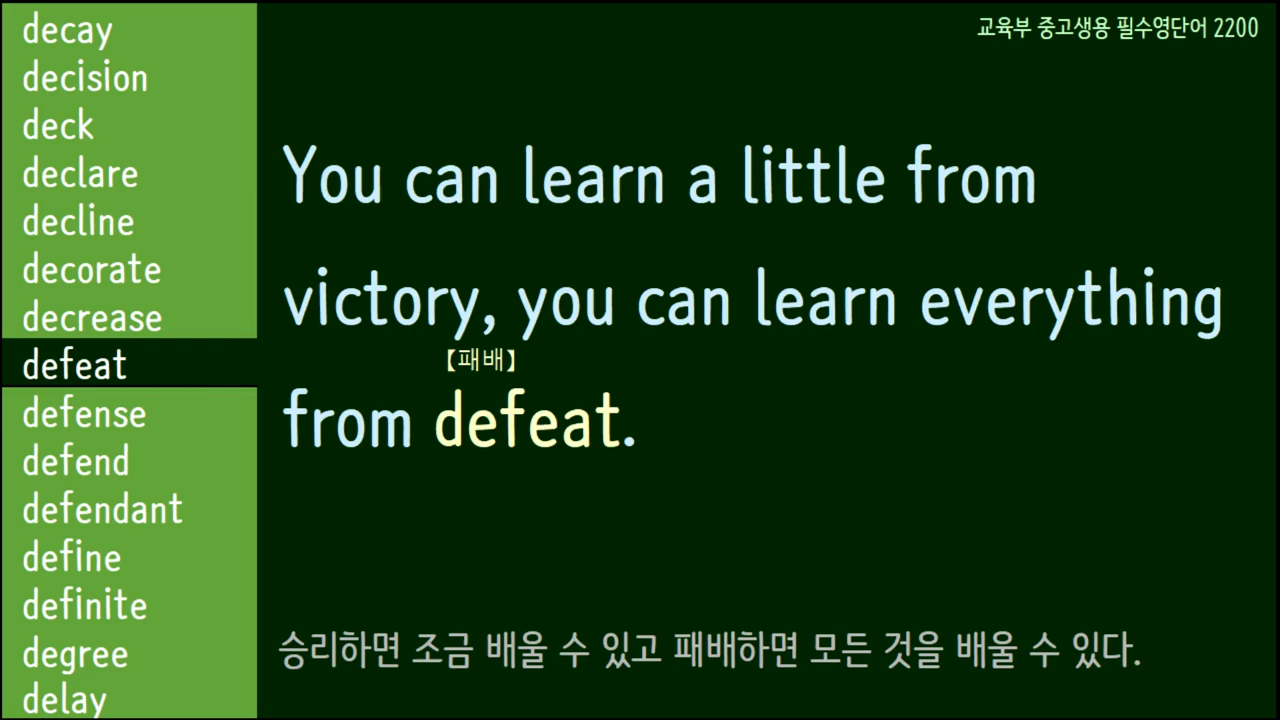 decay
decision
deck
declare
decline
decorate
decrease
defeat
defense
defend
defendant
define
definite
degree
delay
교육부 중고생용 필수영단어 2200
You can learn a little from
victory, you can learn everything
【패배】
from defeat.
승리하면 조금 배울 수 있고 패배하면 모든 것을 배울 수 있다.